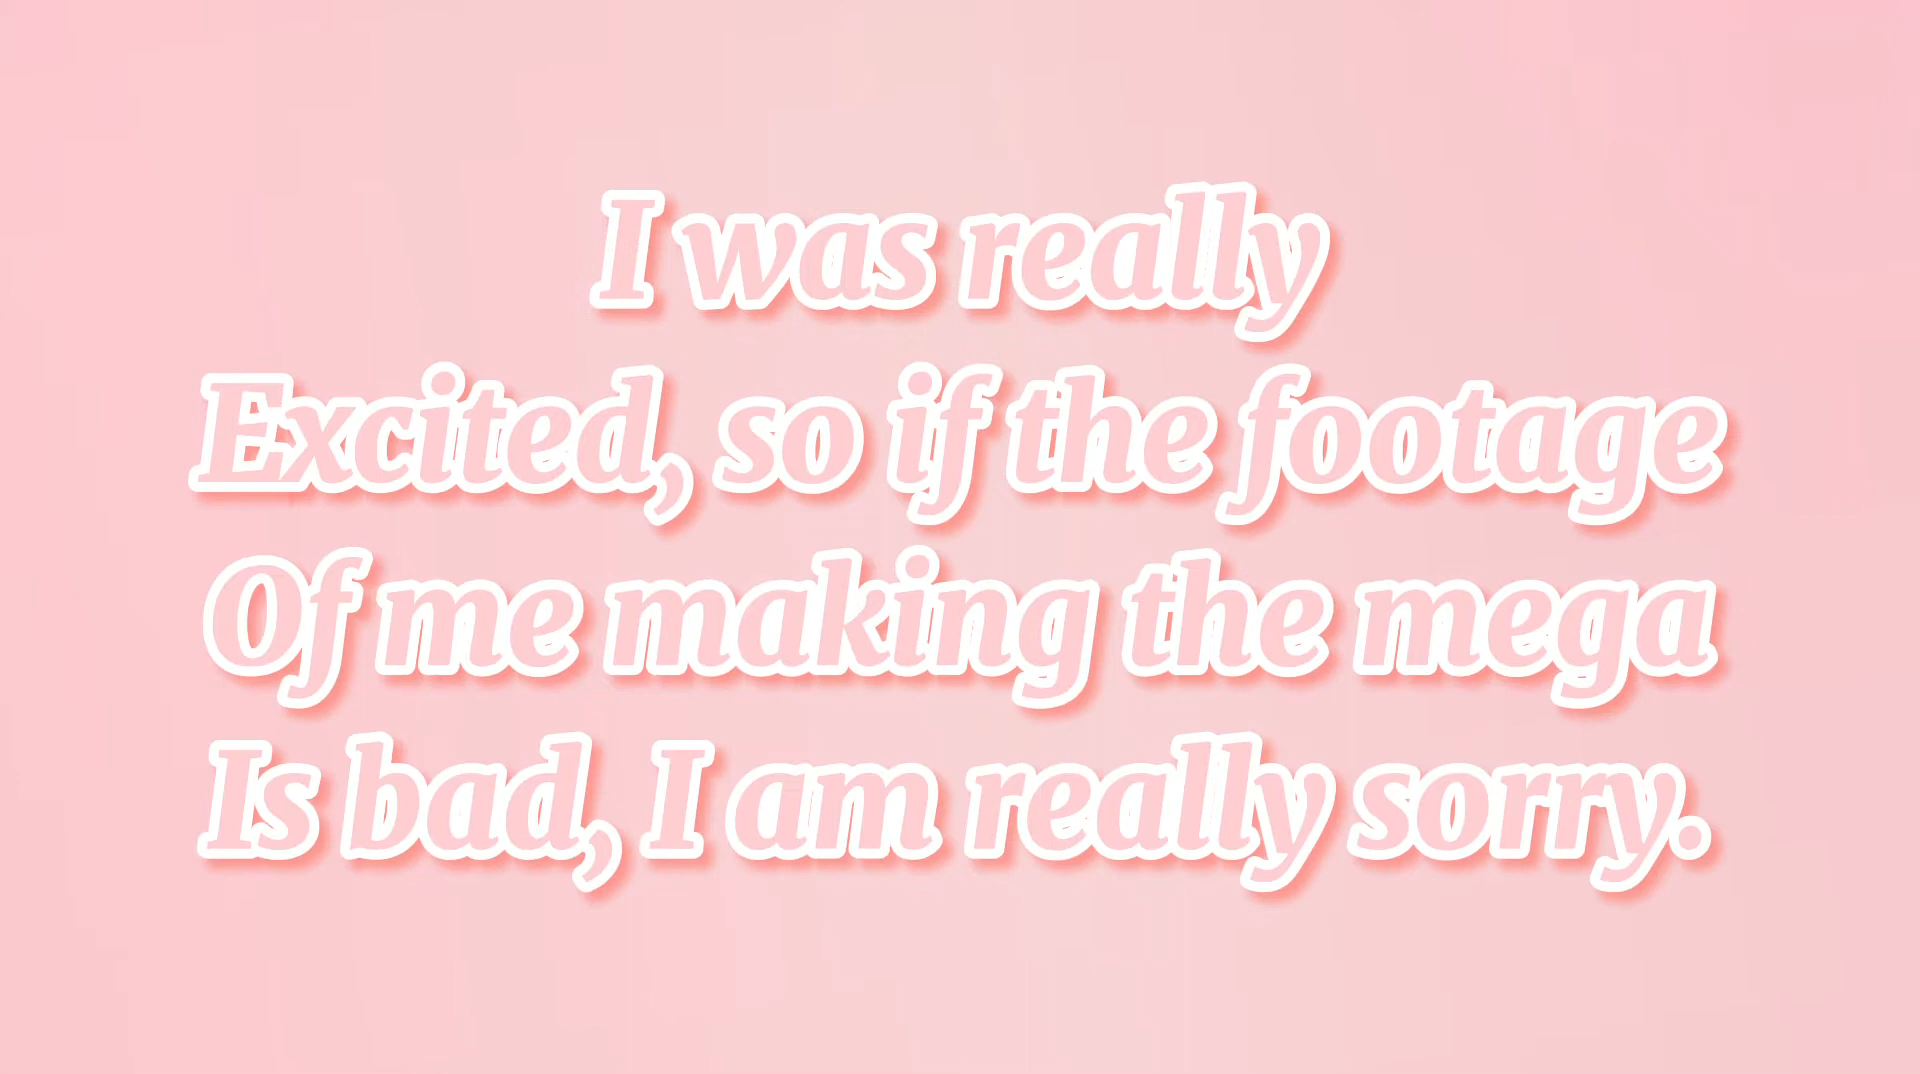 I was really
Excited, so if the footage
Of me making the mega
Is bad, I am really sorry.